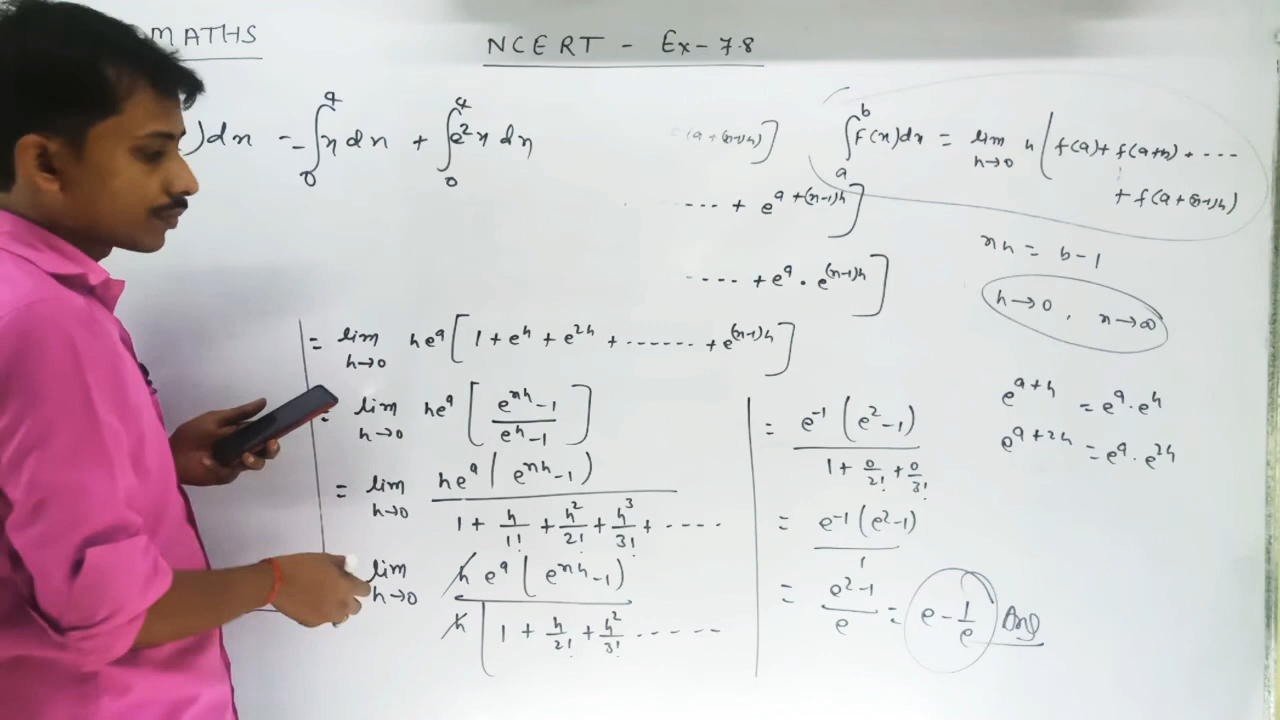 MATHS
NCERT - Ex-7.8
)dx = ∫₀⁴ x dx + ∫₀⁴ e²x dx
(a+(n-1)h)]
∫ₐᵇ f(x)dx = lim h→0 h[f(a)+f(a+h)+....
+ f(a+(n-1)h)
.... + e^(a+(n-1)h)]
nh = b-1
.... + e^a · e^((n-1)h)]
h→0, n→∞
= lim h→0 he^a [1+e^h+e^(2h)+.......+e^((n-1)h)]
= lim h→0 he^a [(e^(nh)-1)/(e^h-1)]
= lim h→0 he^a(e^(nh)-1) / 1+h/1!+h²/2!+h³/3!+....
lim h→0 h e^a(e^(nh)-1) / h[1+h/2!+h²/3!.....
= e^-1(e²-1) / 1+0/2!+0/3!
= e^-1(e²-1) / 1
= (e²-1)/e = e-1/e Ans
e^(a+h) = e^a·e^h
e^(a+2h) = e^a·e^(2h)